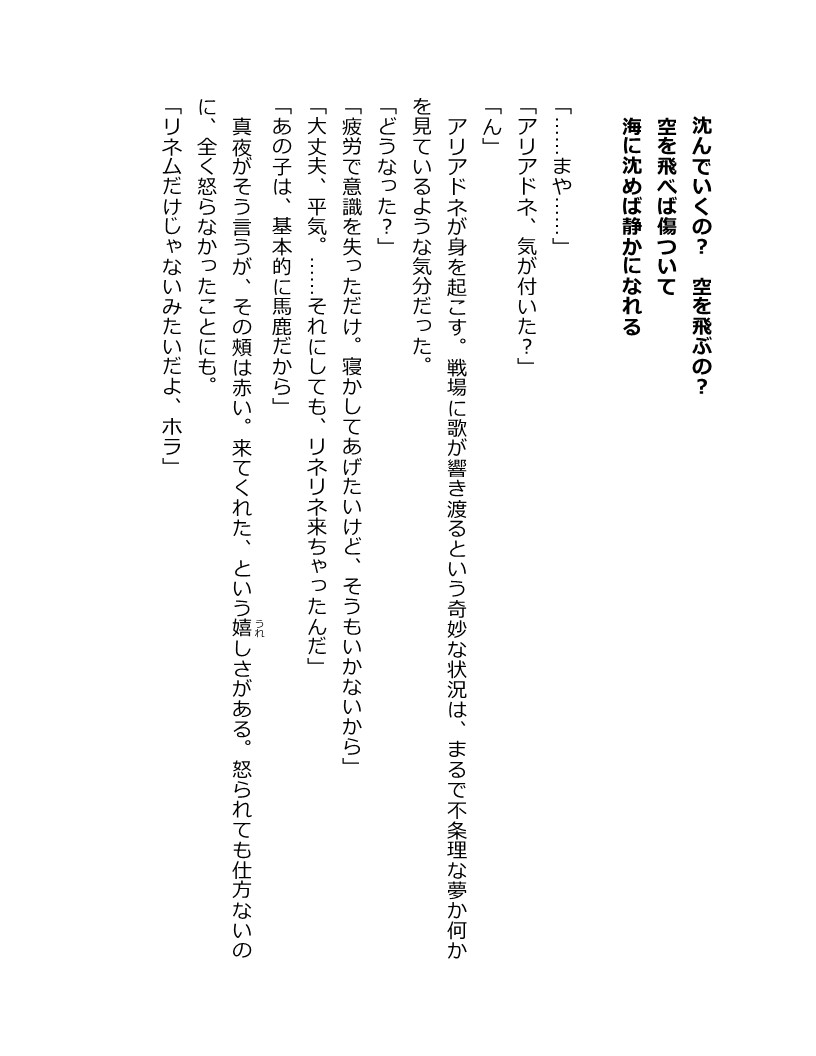 沈んでいくの？　空を飛ぶの？
空を飛べば傷ついて
海に沈めば静かになれる
「……まや……」
「アリアドネ、気が付いた？」
「ん」
アリアドネが身を起こす。戦場に歌が響き渡るという奇妙な状況は、まるで不条理な夢か何か
を見ているような気分だった。
「どうなった？」
「疲労で意識を失っただけ。寝かしてあげたいけど、そうもいかないから」
「大丈夫、平気。……それにしても、リネリネ来ちゃったんだ」
「あの子は、基本的に馬鹿だから」
真夜がそう言うが、その頬は赤い。来てくれた、という嬉しさがある。怒られても仕方ないの
うれ
に、全く怒らなかったことにも。
「リネムだけじゃないみたいだよ、ホラ」